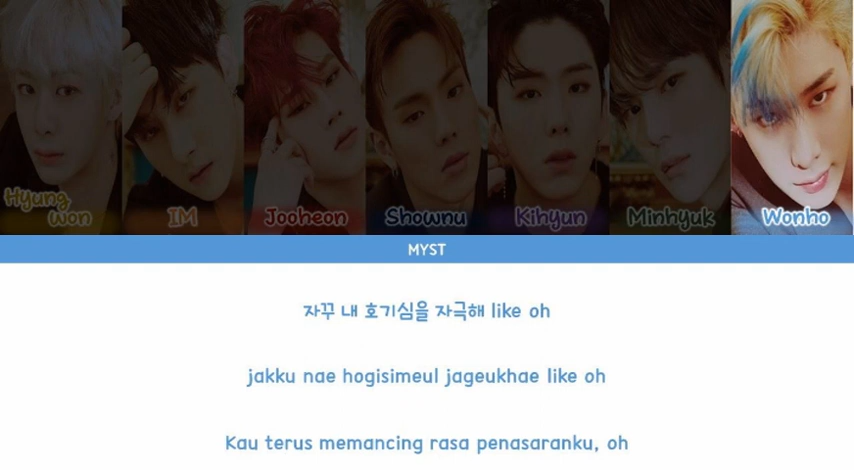 Hyung
won
IM
Jooheon
Shownu
Kihyun
Minhyuk
Wonho
MYST
자꾸 내 호기심을 자극해 like oh
jakku nae hogisimeul jageukhae like oh
Kau terus memancing rasa penasaranku, oh